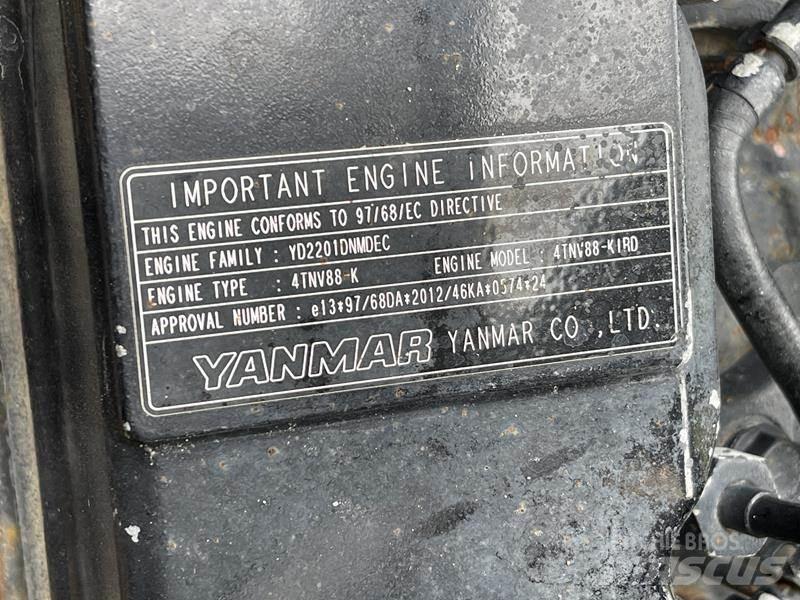 IMPORTANT ENGINE INFORMATION
THIS ENGINE CONFORMS TO 97/68/EC DIRECTIVE
ENGINE FAMILY : YD2201DNMDEC
ENGINE TYPE : 4TNV88-K ENGINE MODEL : 4TNV88-KIRD
APPROVAL NUMBER : e13*97/68DA*2012/46KA*0574*24
YANMAR YANMAR CO.,LTD.